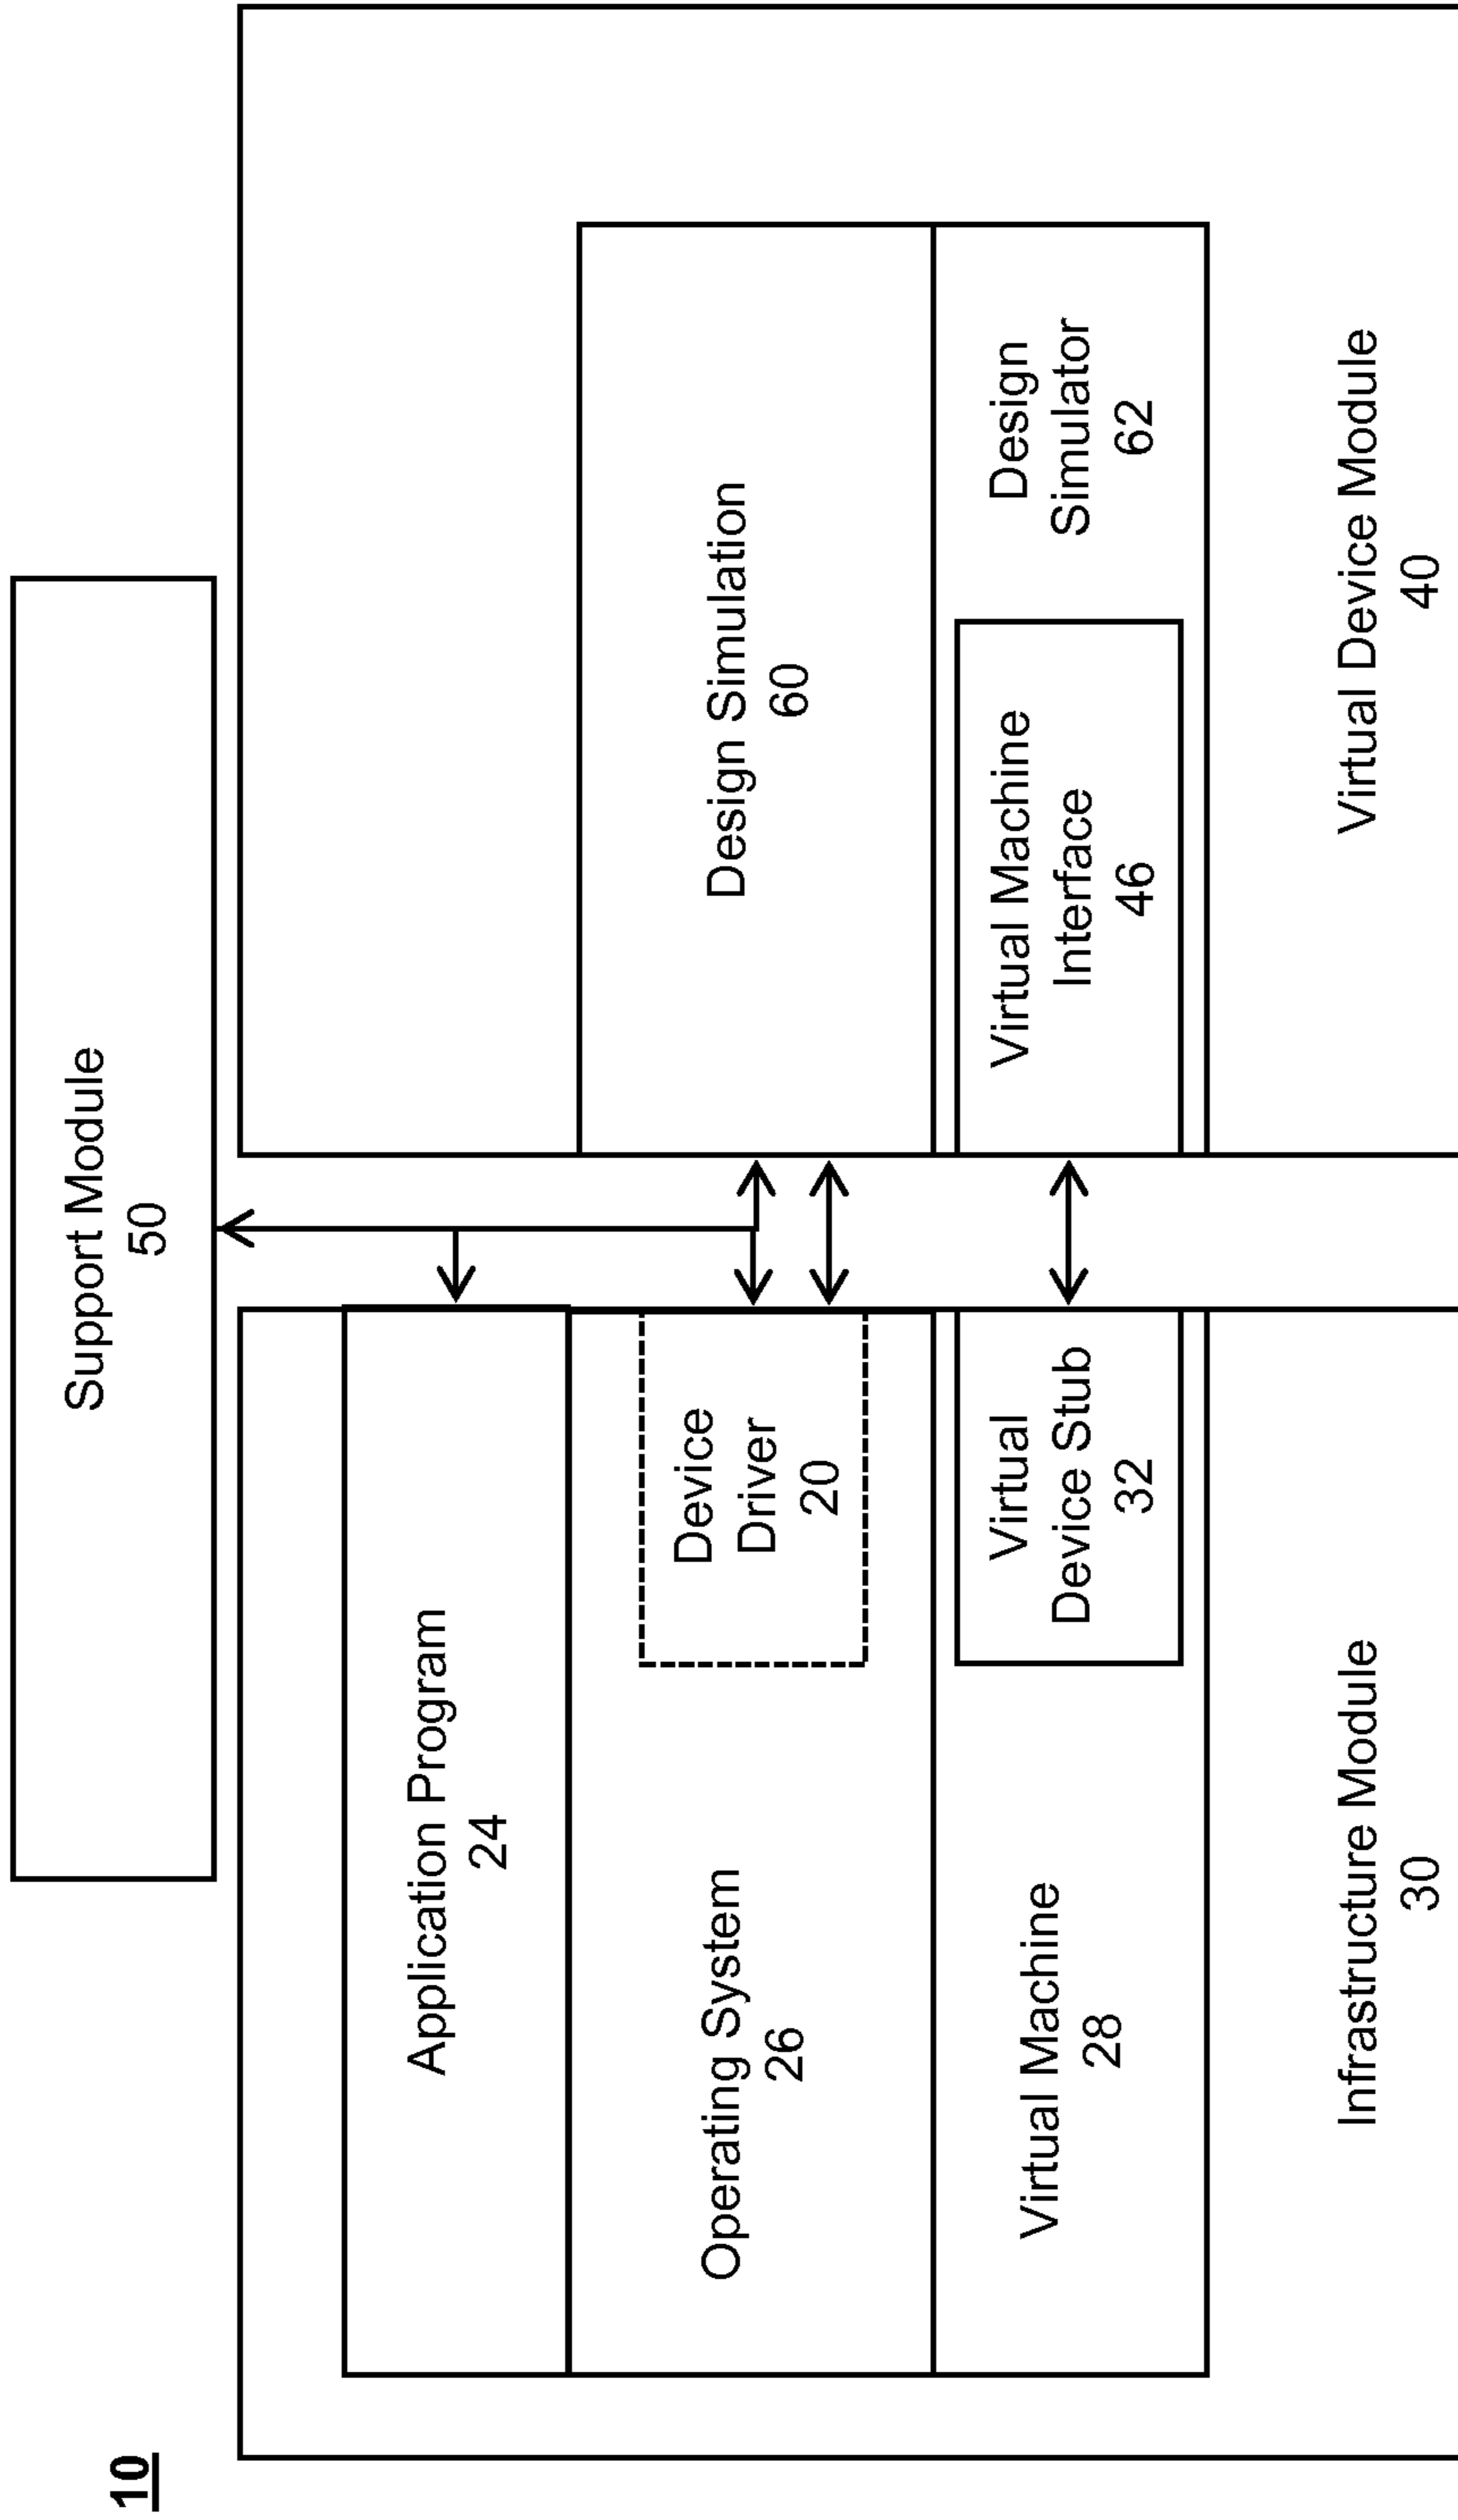 10
Support Module
50
Application Program
24
Operating System
26
Device
Driver
20
Virtual Machine
28
Virtual
Device Stub
32
Infrastructure Module
30
Design Simulation
60
Virtual Machine
Interface
46
Design
Simulator
62
Virtual Device Module
40